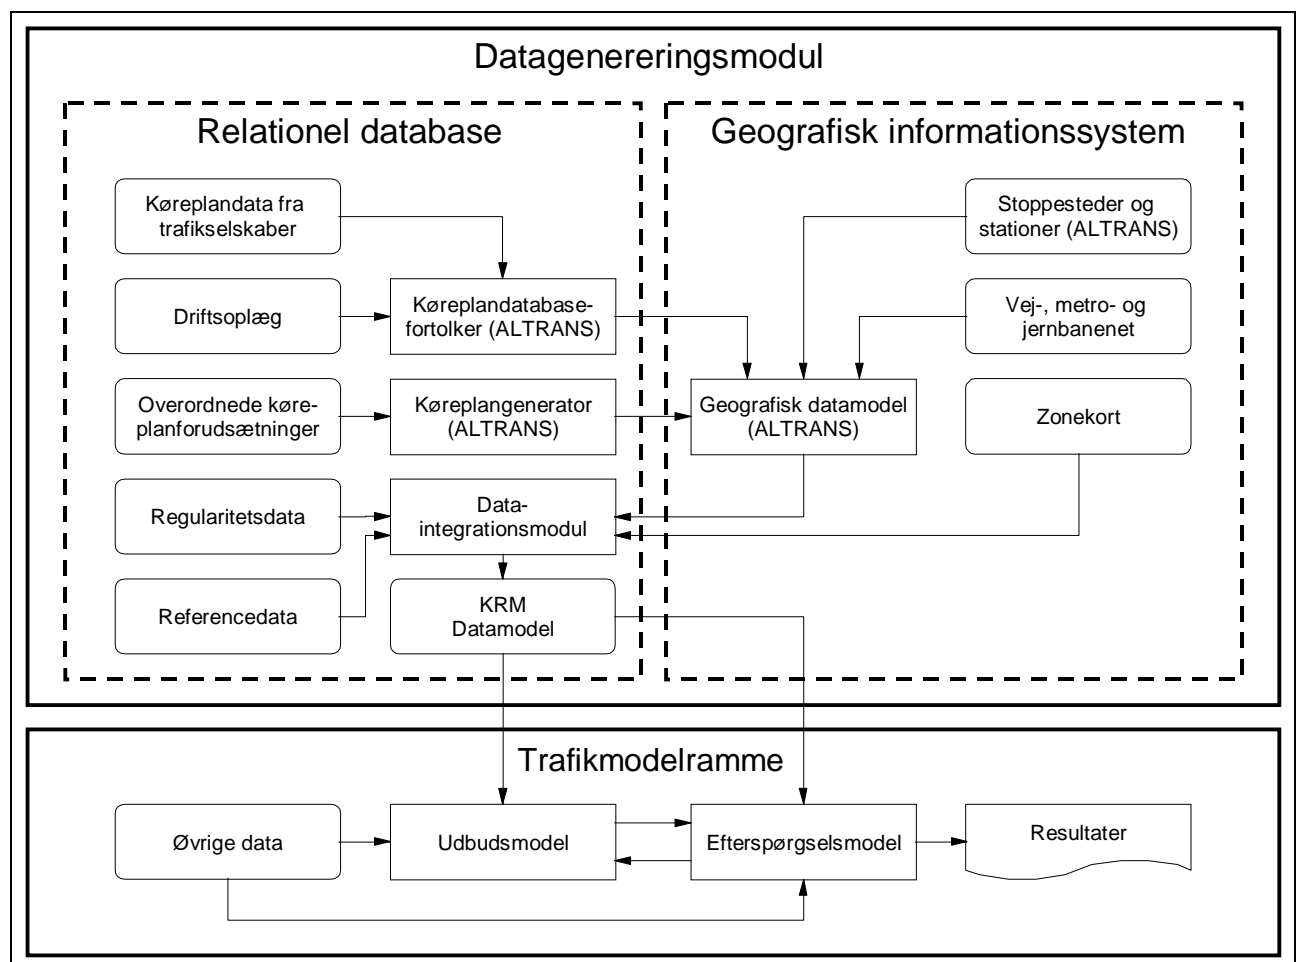 Datagenereringsmodul
Relationel database
Geografisk informationssystem
Køreplandata fra
trafikselskaber
Stoppesteder og
stationer (ALTRANS)
Driftsoplæg
Køreplandatabase-
fortolker (ALTRANS)
Vej-, metro- og
jernbanenet
Overordnede køre-
planforudsætninger
Køreplangenerator
(ALTRANS)
Geografisk datamodel
(ALTRANS)
Zonekort
Regularitetsdata
Data-
integrationsmodul
Referencedata
KRM
Datamodel
Trafikmodelramme
Øvrige data
Udbudsmodel
Efterspørgselsmodel
Resultater